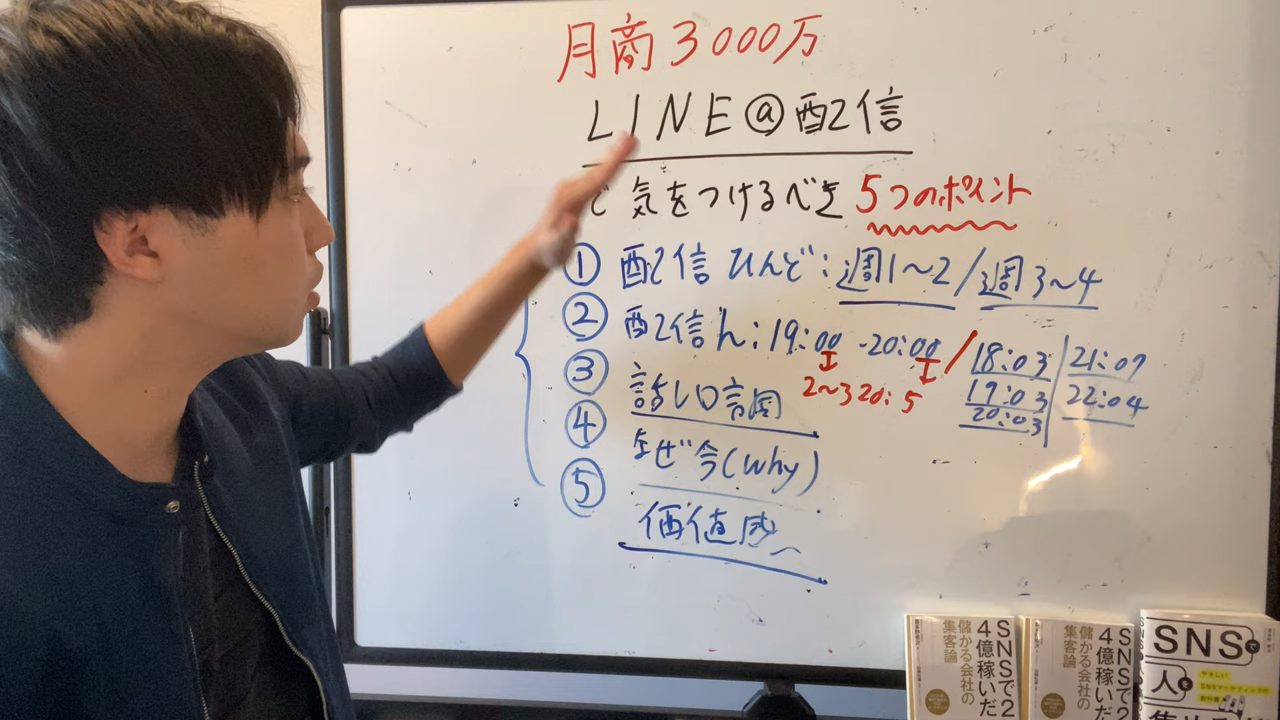 月商3000万
LINE@配信
で気をつけるべき5つのポイント
① 配信ひんど:週1〜2/週3〜4
② 配信h:19:00-20:00/18:03 21:07
2〜3 20:5 19:03 22:04
20:03
③ 話し口調
④ なぜ今(Why)
⑤ 価値感
SNSで2
4億稼いだ
儲かる会社の
集客論
SNSで2
4億稼いだ
儲かる会社の
集客論
SNSで
人を